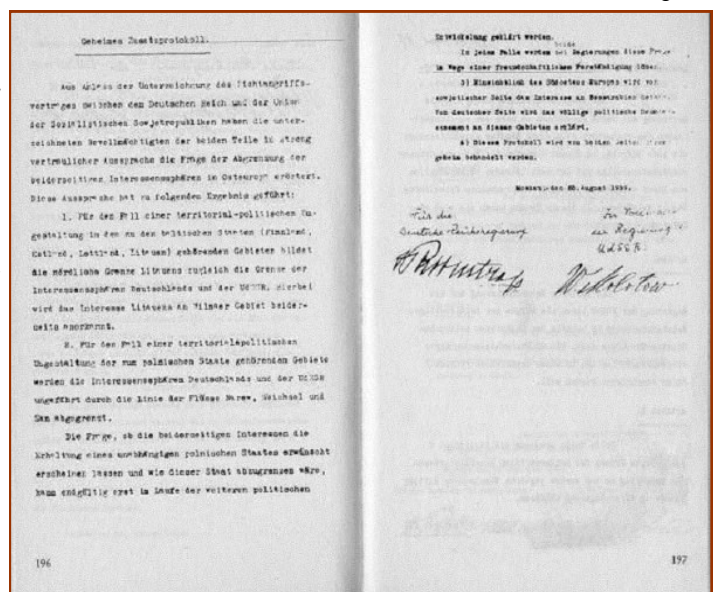 Geheimes Zusatzprotokoll.
Aus Anlass der Unterzeichnung des Nichtangriffs-
vertrages zwischen dem Deutschen Reich und der Union
der Sozialistischen Sowjetrepubliken haben die unter-
zeichneten Bevollmächtigten der beiden Teile in streng
vertraulicher Aussprache die Frage der Abgrenzung der
beiderseitigen Interessensphären in Osteuropa erörtert.
Diese Aussprache hat zu folgendem Ergebnis geführt:
1. Für den Fall einer territorial-politischen Um-
gestaltung in den zu den baltischen Staaten (Finnland,
Estland, Lettland, Litauen) gehörenden Gebieten bildet
die nördliche Grenze Litauens zugleich die Grenze der
Interessensphären Deutschlands und der UdSSR. Hierbei
wird das Interesse Litauens am Wilnaer Gebiet beider-
seits anerkannt.
2. Für den Fall einer territorial-politischen
Umgestaltung der zum polnischen Staate gehörenden Gebiete
werden die Interessensphären Deutschlands und der UdSSR
ungefähr durch die Linie der Flüsse Narew, Weichsel und
San abgegrenzt.
Die Frage, ob die beiderseitigen Interessen die
Erhaltung eines unabhängigen polnischen Staates erwünscht
erscheinen lassen und wie dieser Staat abzugrenzen wäre,
kann endgültig erst im Laufe der weiteren politischen
196
Entwickelung geklärt werden.
In jedem Falle werden beide Regierungen diese Frage
im Wege einer freundschaftlichen Verständigung lösen.
3) Hinsichtlich des Südostens Europas wird von
sowjetischer Seite das Interesse an Bessarabien
Von deutscher Seite wird das völlige politische
essement an diesen Gebieten erklärt.
4) Dieses Protokoll wird von beiden Seiten
geheim behandelt werden.
Moskau, den 23. August 1939.
Für die
Deutsche Reichsregierung
der Regierung
UdSSR
Ribbentrop
W. Molotow
197